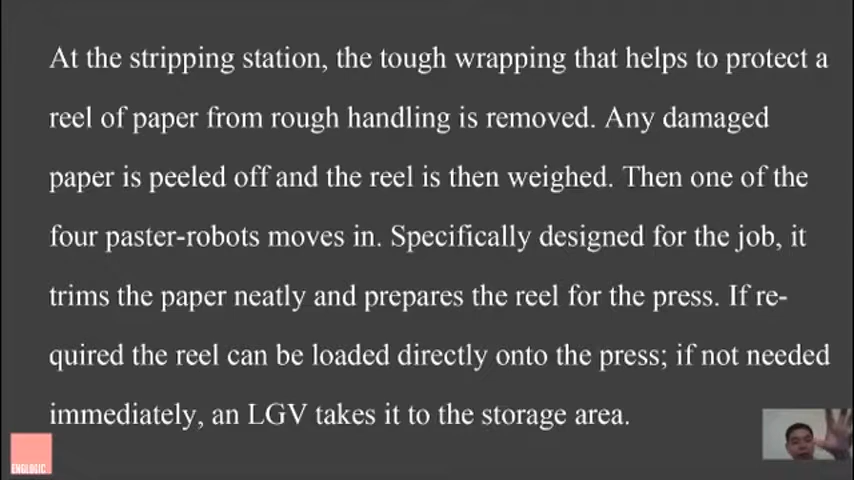 At the stripping station, the tough wrapping that helps to protect a
reel of paper from rough handling is removed. Any damaged
paper is peeled off and the reel is then weighed. Then one of the
four paster-robots moves in. Specifically designed for the job, it
trims the paper neatly and prepares the reel for the press. If re-
quired the reel can be loaded directly onto the press; if not needed
immediately, an LGV takes it to the storage area.
ENGLOGIC